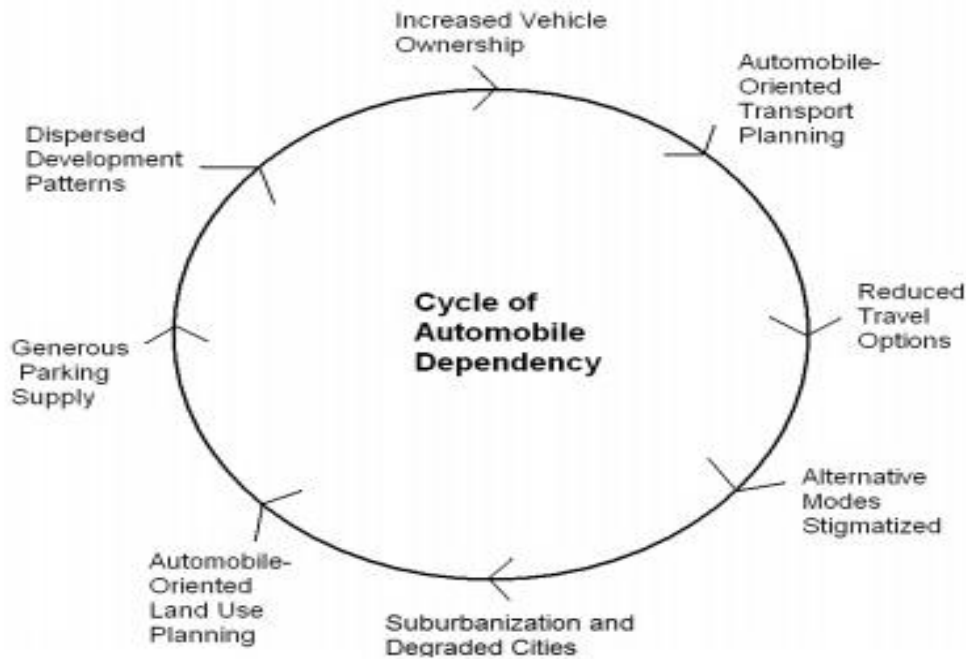 Increased Vehicle
Ownership
Automobile-
Oriented
Transport
Planning
Reduced
Travel
Options
Alternative
Modes
Stigmatized
Suburbanization and
Degraded Cities
Automobile-
Oriented
Land Use
Planning
Generous
Parking
Supply
Dispersed
Development
Patterns
Cycle of
Automobile
Dependency